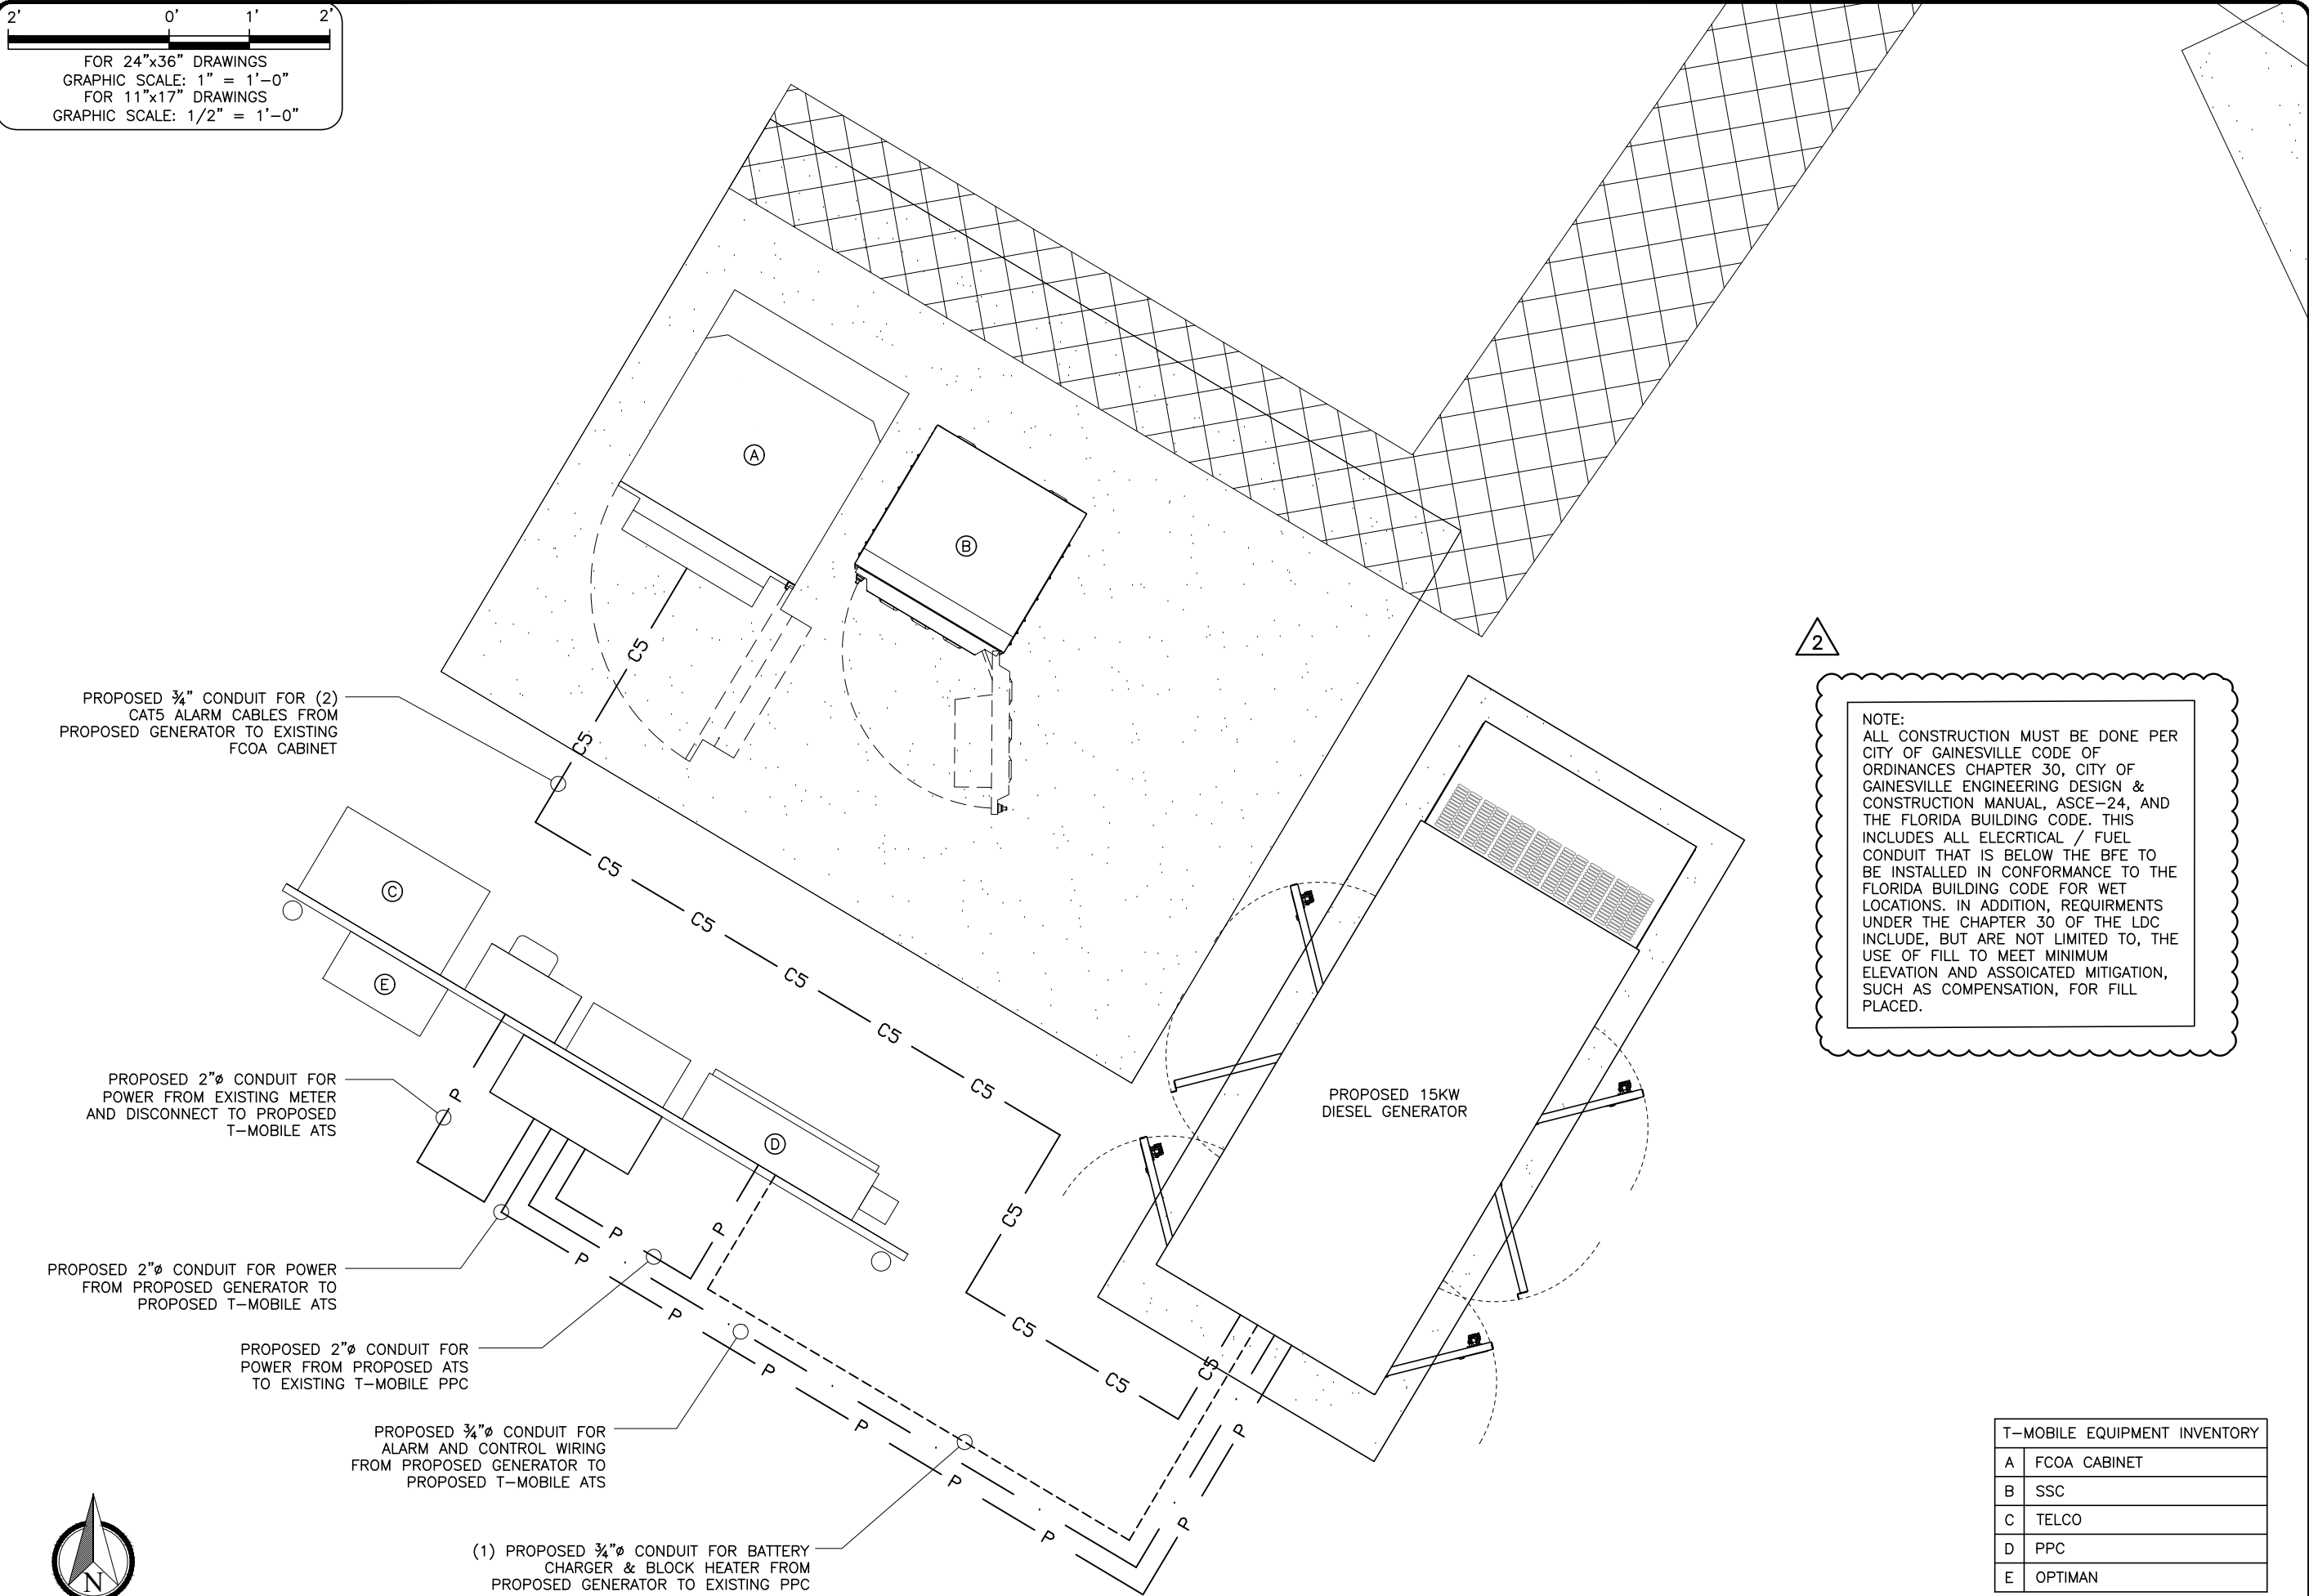 2' 0' 1' 2'
FOR 24"x36" DRAWINGS
GRAPHIC SCALE: 1" = 1'-0"
FOR 11"x17" DRAWINGS
GRAPHIC SCALE: 1/2" = 1'-0"
A
B
C5
C5
PROPOSED ¾" CONDUIT FOR (2)
CAT5 ALARM CABLES FROM
PROPOSED GENERATOR TO EXISTING
FCOA CABINET
2
NOTE:
ALL CONSTRUCTION MUST BE DONE PER
CITY OF GAINESVILLE CODE OF
ORDINANCES CHAPTER 30, CITY OF
GAINESVILLE ENGINEERING DESIGN &
CONSTRUCTION MANUAL, ASCE-24, AND
THE FLORIDA BUILDING CODE. THIS
INCLUDES ALL ELECRTICAL / FUEL
CONDUIT THAT IS BELOW THE BFE TO
BE INSTALLED IN CONFORMANCE TO THE
FLORIDA BUILDING CODE FOR WET
LOCATIONS. IN ADDITION, REQUIRMENTS
UNDER THE CHAPTER 30 OF THE LDC
INCLUDE, BUT ARE NOT LIMITED TO, THE
USE OF FILL TO MEET MINIMUM
ELEVATION AND ASSOICATED MITIGATION,
SUCH AS COMPENSATION, FOR FILL
PLACED.
C
E
C5
C5
C5
C5
C5
PROPOSED 2"ø CONDUIT FOR
POWER FROM EXISTING METER
AND DISCONNECT TO PROPOSED
T-MOBILE ATS
P
D
PROPOSED 15KW
DIESEL GENERATOR
C5
C5
C5
C5
P
P
P
PROPOSED 2"ø CONDUIT FOR POWER
FROM PROPOSED GENERATOR TO
PROPOSED T-MOBILE ATS
P
P
P
P
P
P
P
PROPOSED 2"ø CONDUIT FOR
POWER FROM PROPOSED ATS
TO EXISTING T-MOBILE PPC
PROPOSED ¾"ø CONDUIT FOR
ALARM AND CONTROL WIRING
FROM PROPOSED GENERATOR TO
PROPOSED T-MOBILE ATS
(1) PROPOSED ¾"ø CONDUIT FOR BATTERY
CHARGER & BLOCK HEATER FROM
PROPOSED GENERATOR TO EXISTING PPC
N
T-MOBILE EQUIPMENT INVENTORY
A FCOA CABINET
B SSC
C TELCO
D PPC
E OPTIMAN